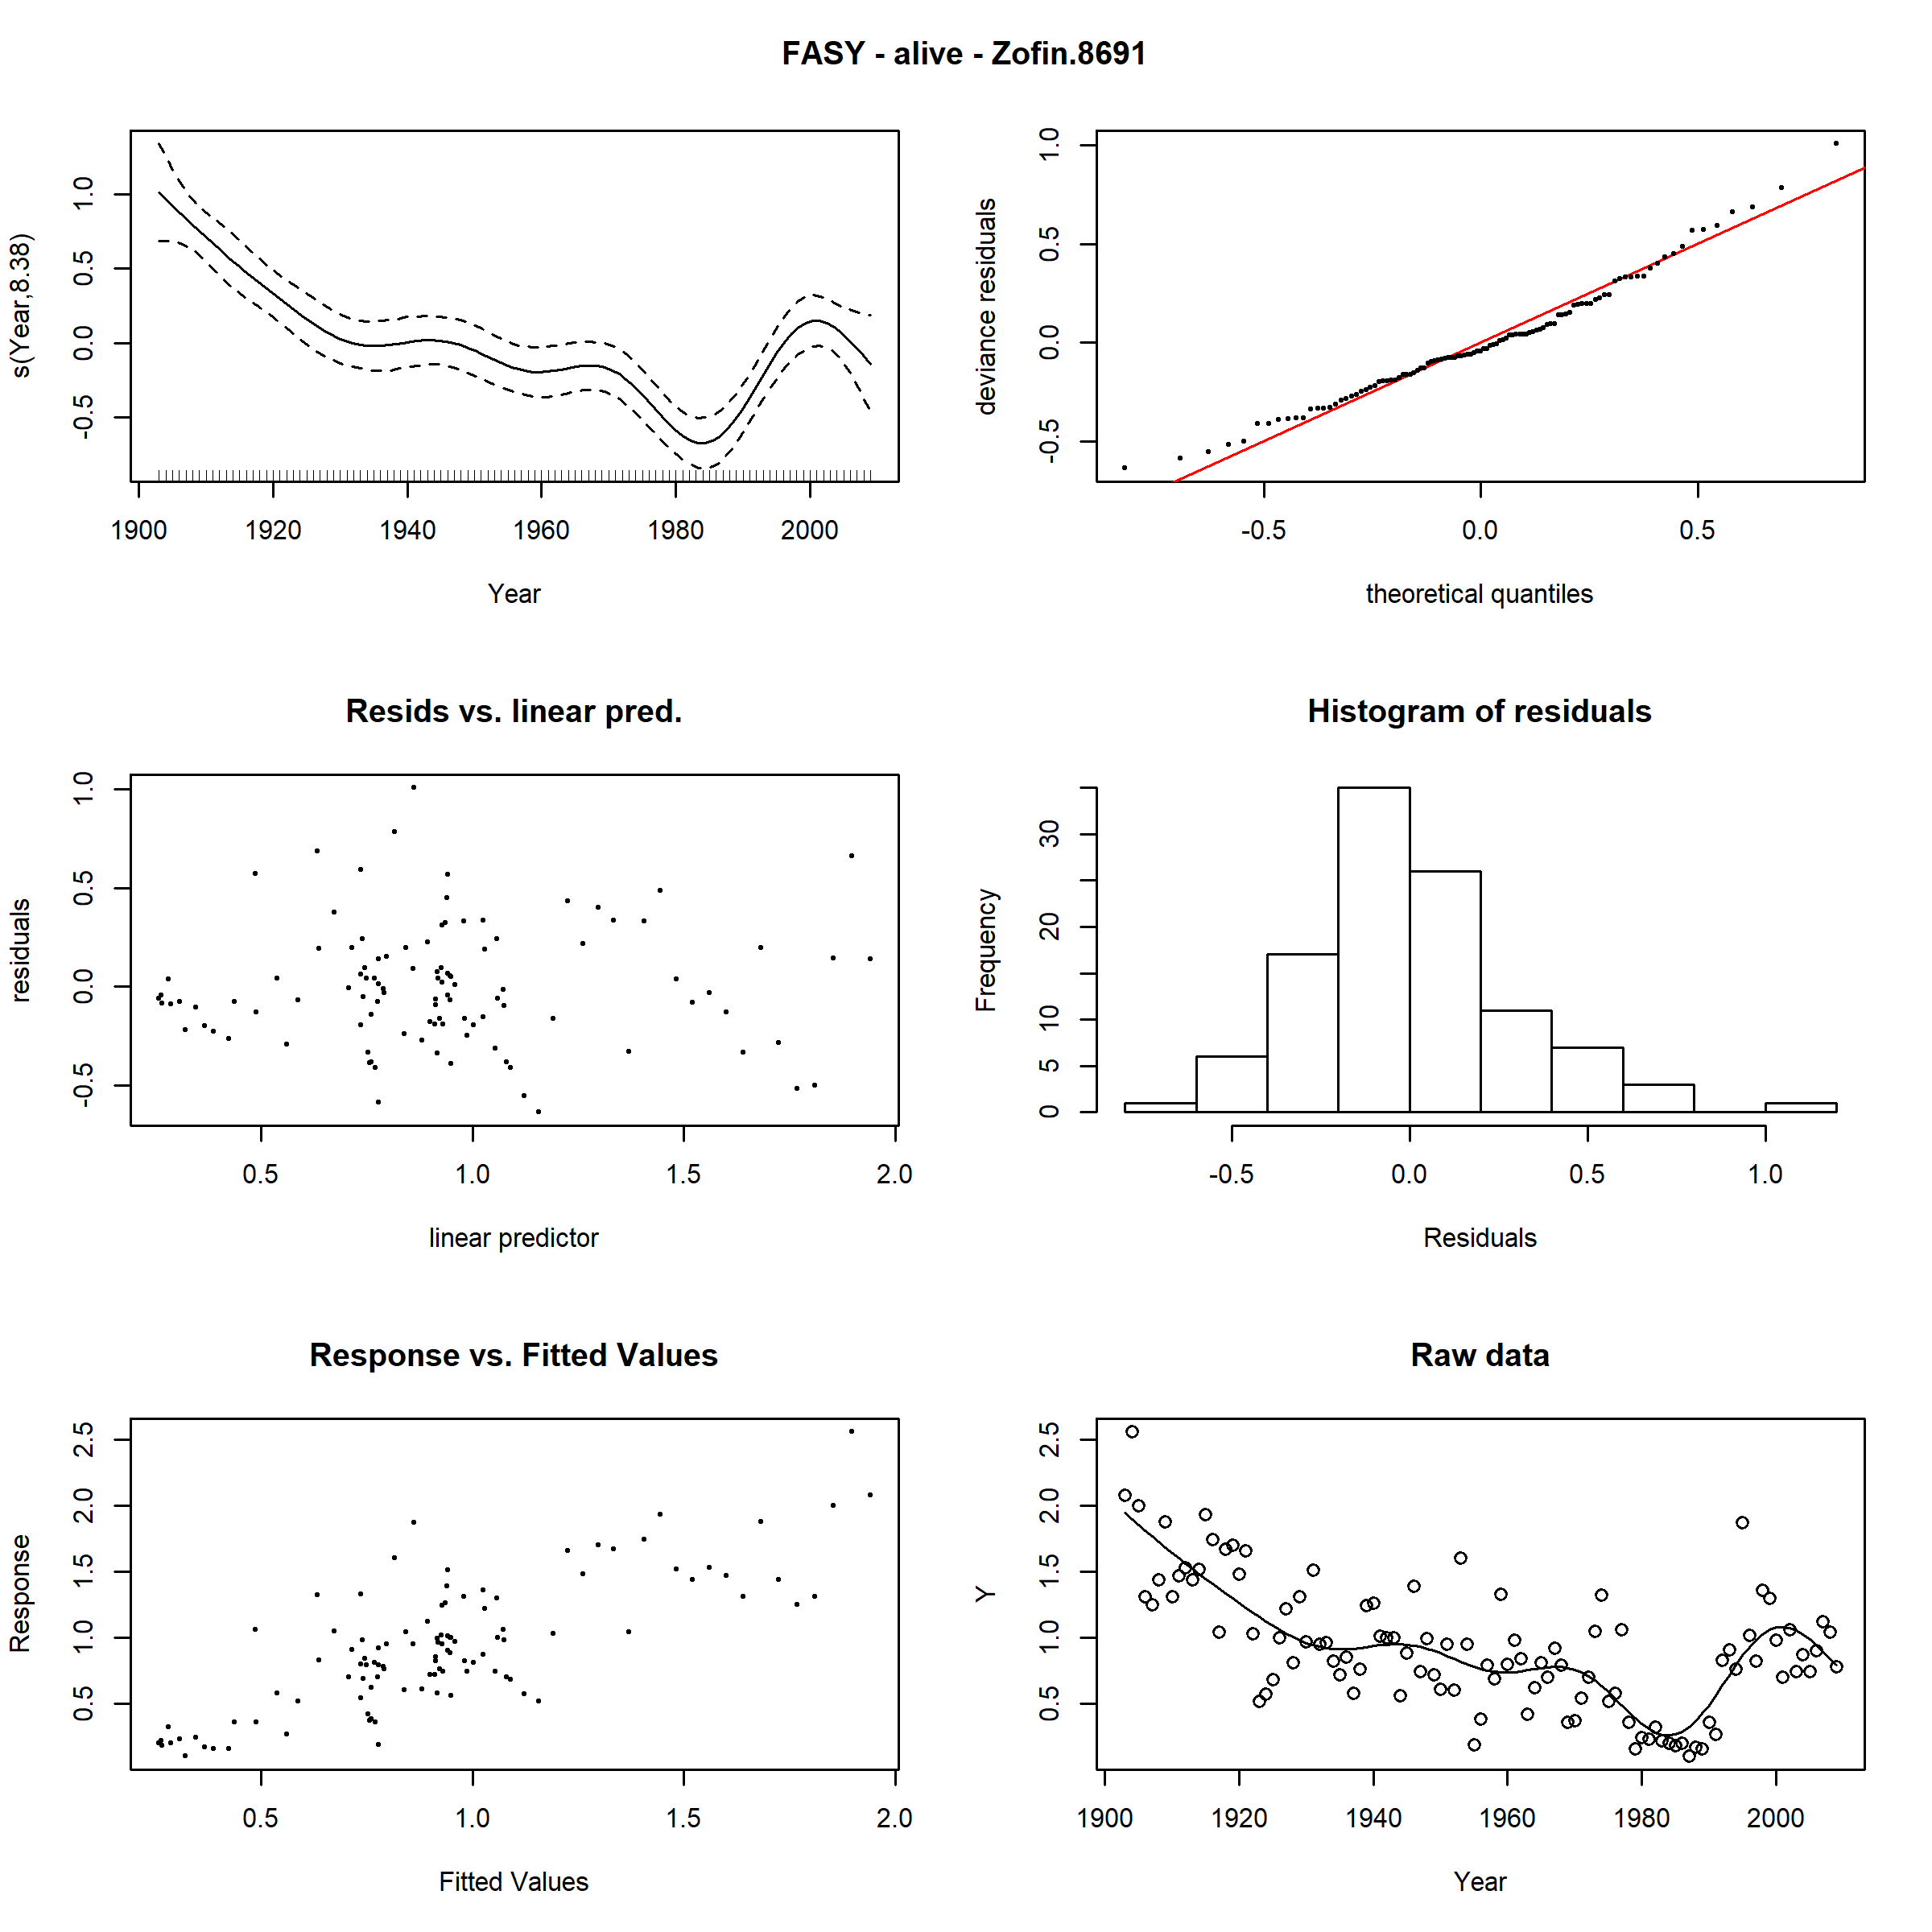 FASY - alive - Zofin.8691
s(Year,8.38)
1.0
0.5
0.0
-0.5
1900 1920 1940 1960 1980 2000
Year
deviance residuals
1.0
0.5
0.0
-0.5
-0.5 0.0 0.5
theoretical quantiles
Resids vs. linear pred.
residuals
1.0
0.5
0.0
-0.5
0.5 1.0 1.5 2.0
linear predictor
Histogram of residuals
Frequency
30
20
10
5
0
-0.5 0.0 0.5 1.0
Residuals
Response vs. Fitted Values
Response
2.5
2.0
1.5
1.0
0.5
0.5 1.0 1.5 2.0
Fitted Values
Raw data
Y
2.5
2.0
1.5
1.0
0.5
1900 1920 1940 1960 1980 2000
Year